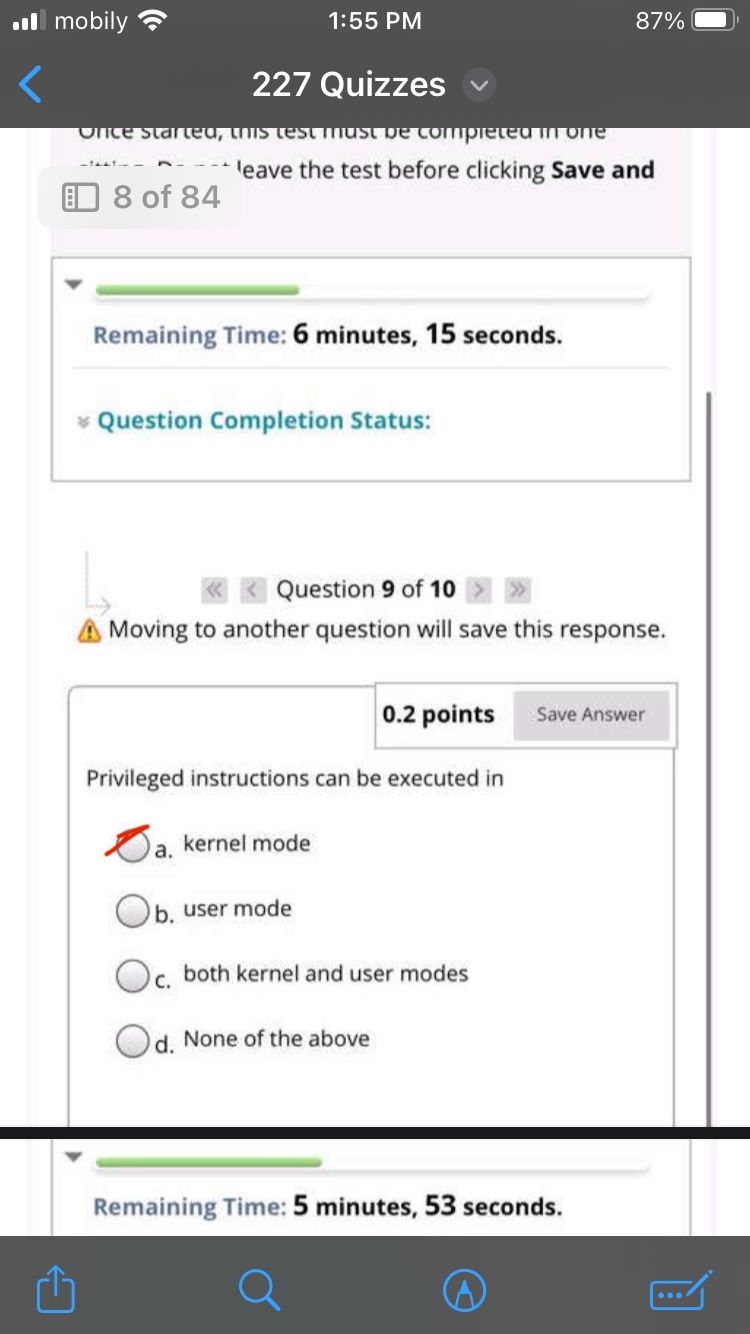 mobily 1:55 PM 87%
227 Quizzes
Once started, this test must be completed in one
leave the test before clicking Save and
8 of 84
Remaining Time: 6 minutes, 15 seconds.
Question Completion Status:
Question 9 of 10
Moving to another question will save this response.
0.2 points Save Answer
Privileged instructions can be executed in
a. kernel mode
b. user mode
c. both kernel and user modes
d. None of the above
Remaining Time: 5 minutes, 53 seconds.